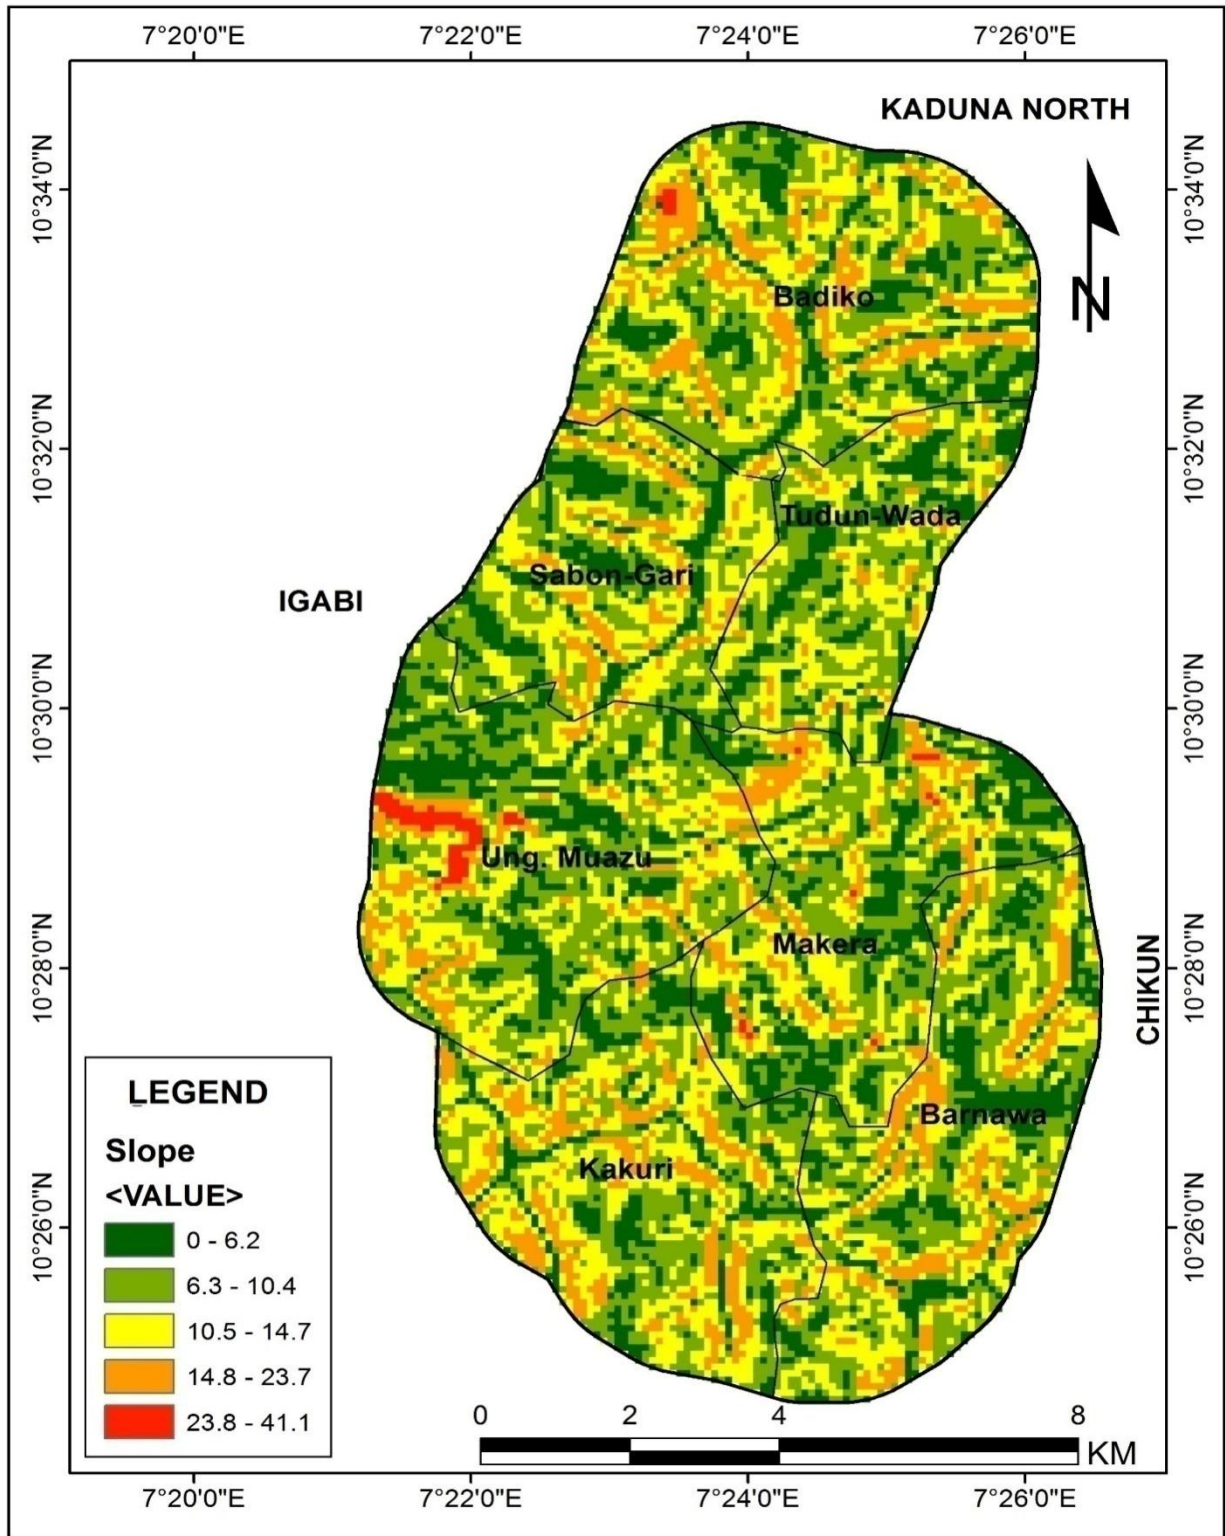 7°20'0"E 7°22'0"E 7°24'0"E 7°26'0"E
KADUNA NORTH
10°34'0"N 10°34'0"N
N
Badiko
10°32'0"N 10°32'0"N
Tudun-Wada
Sabon-Gari
IGABI
10°30'0"N 10°30'0"N
Ung. Muazu
Makera
10°28'0"N 10°28'0"N
CHIKUN
Barnawa
Kakuri
10°26'0"N 10°26'0"N
LEGEND
Slope
<VALUE>
0 - 6.2
6.3 - 10.4
10.5 - 14.7
14.8 - 23.7
23.8 - 41.1
0 2 4 8
KM
7°20'0"E 7°22'0"E 7°24'0"E 7°26'0"E